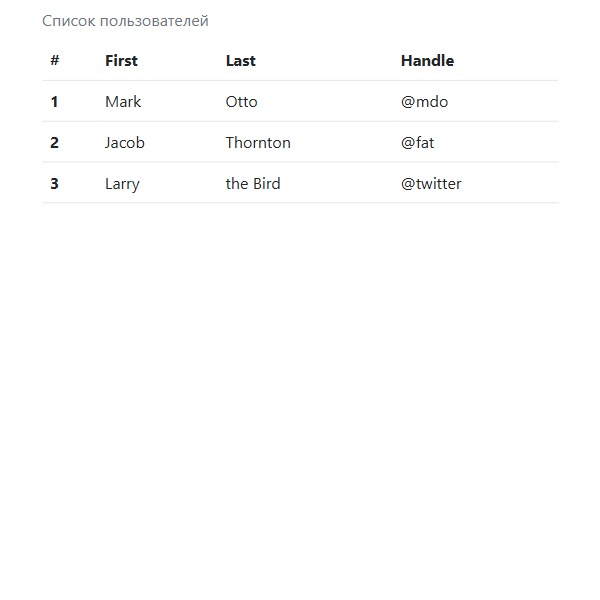 Список пользователей
# First Last Handle
1 Mark Otto @mdo
2 Jacob Thornton @fat
3 Larry the Bird @twitter